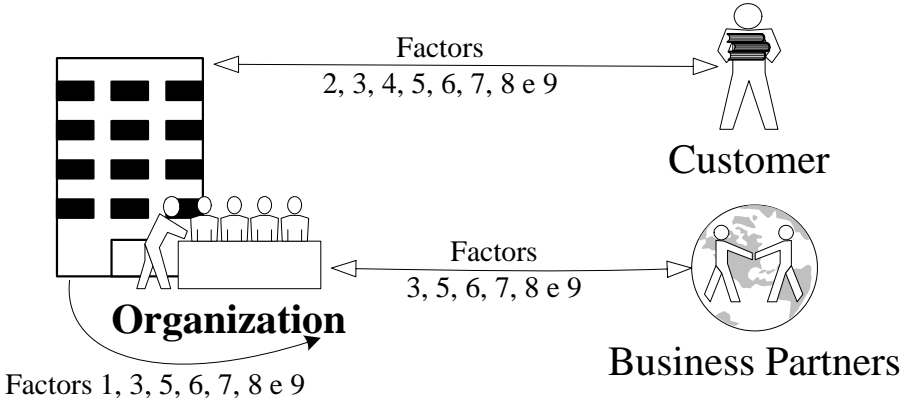 Factors
2, 3, 4, 5, 6, 7, 8 e 9
Customer
Factors
3, 5, 6, 7, 8 e 9
Organization
Business Partners
Factors 1, 3, 5, 6, 7, 8 e 9